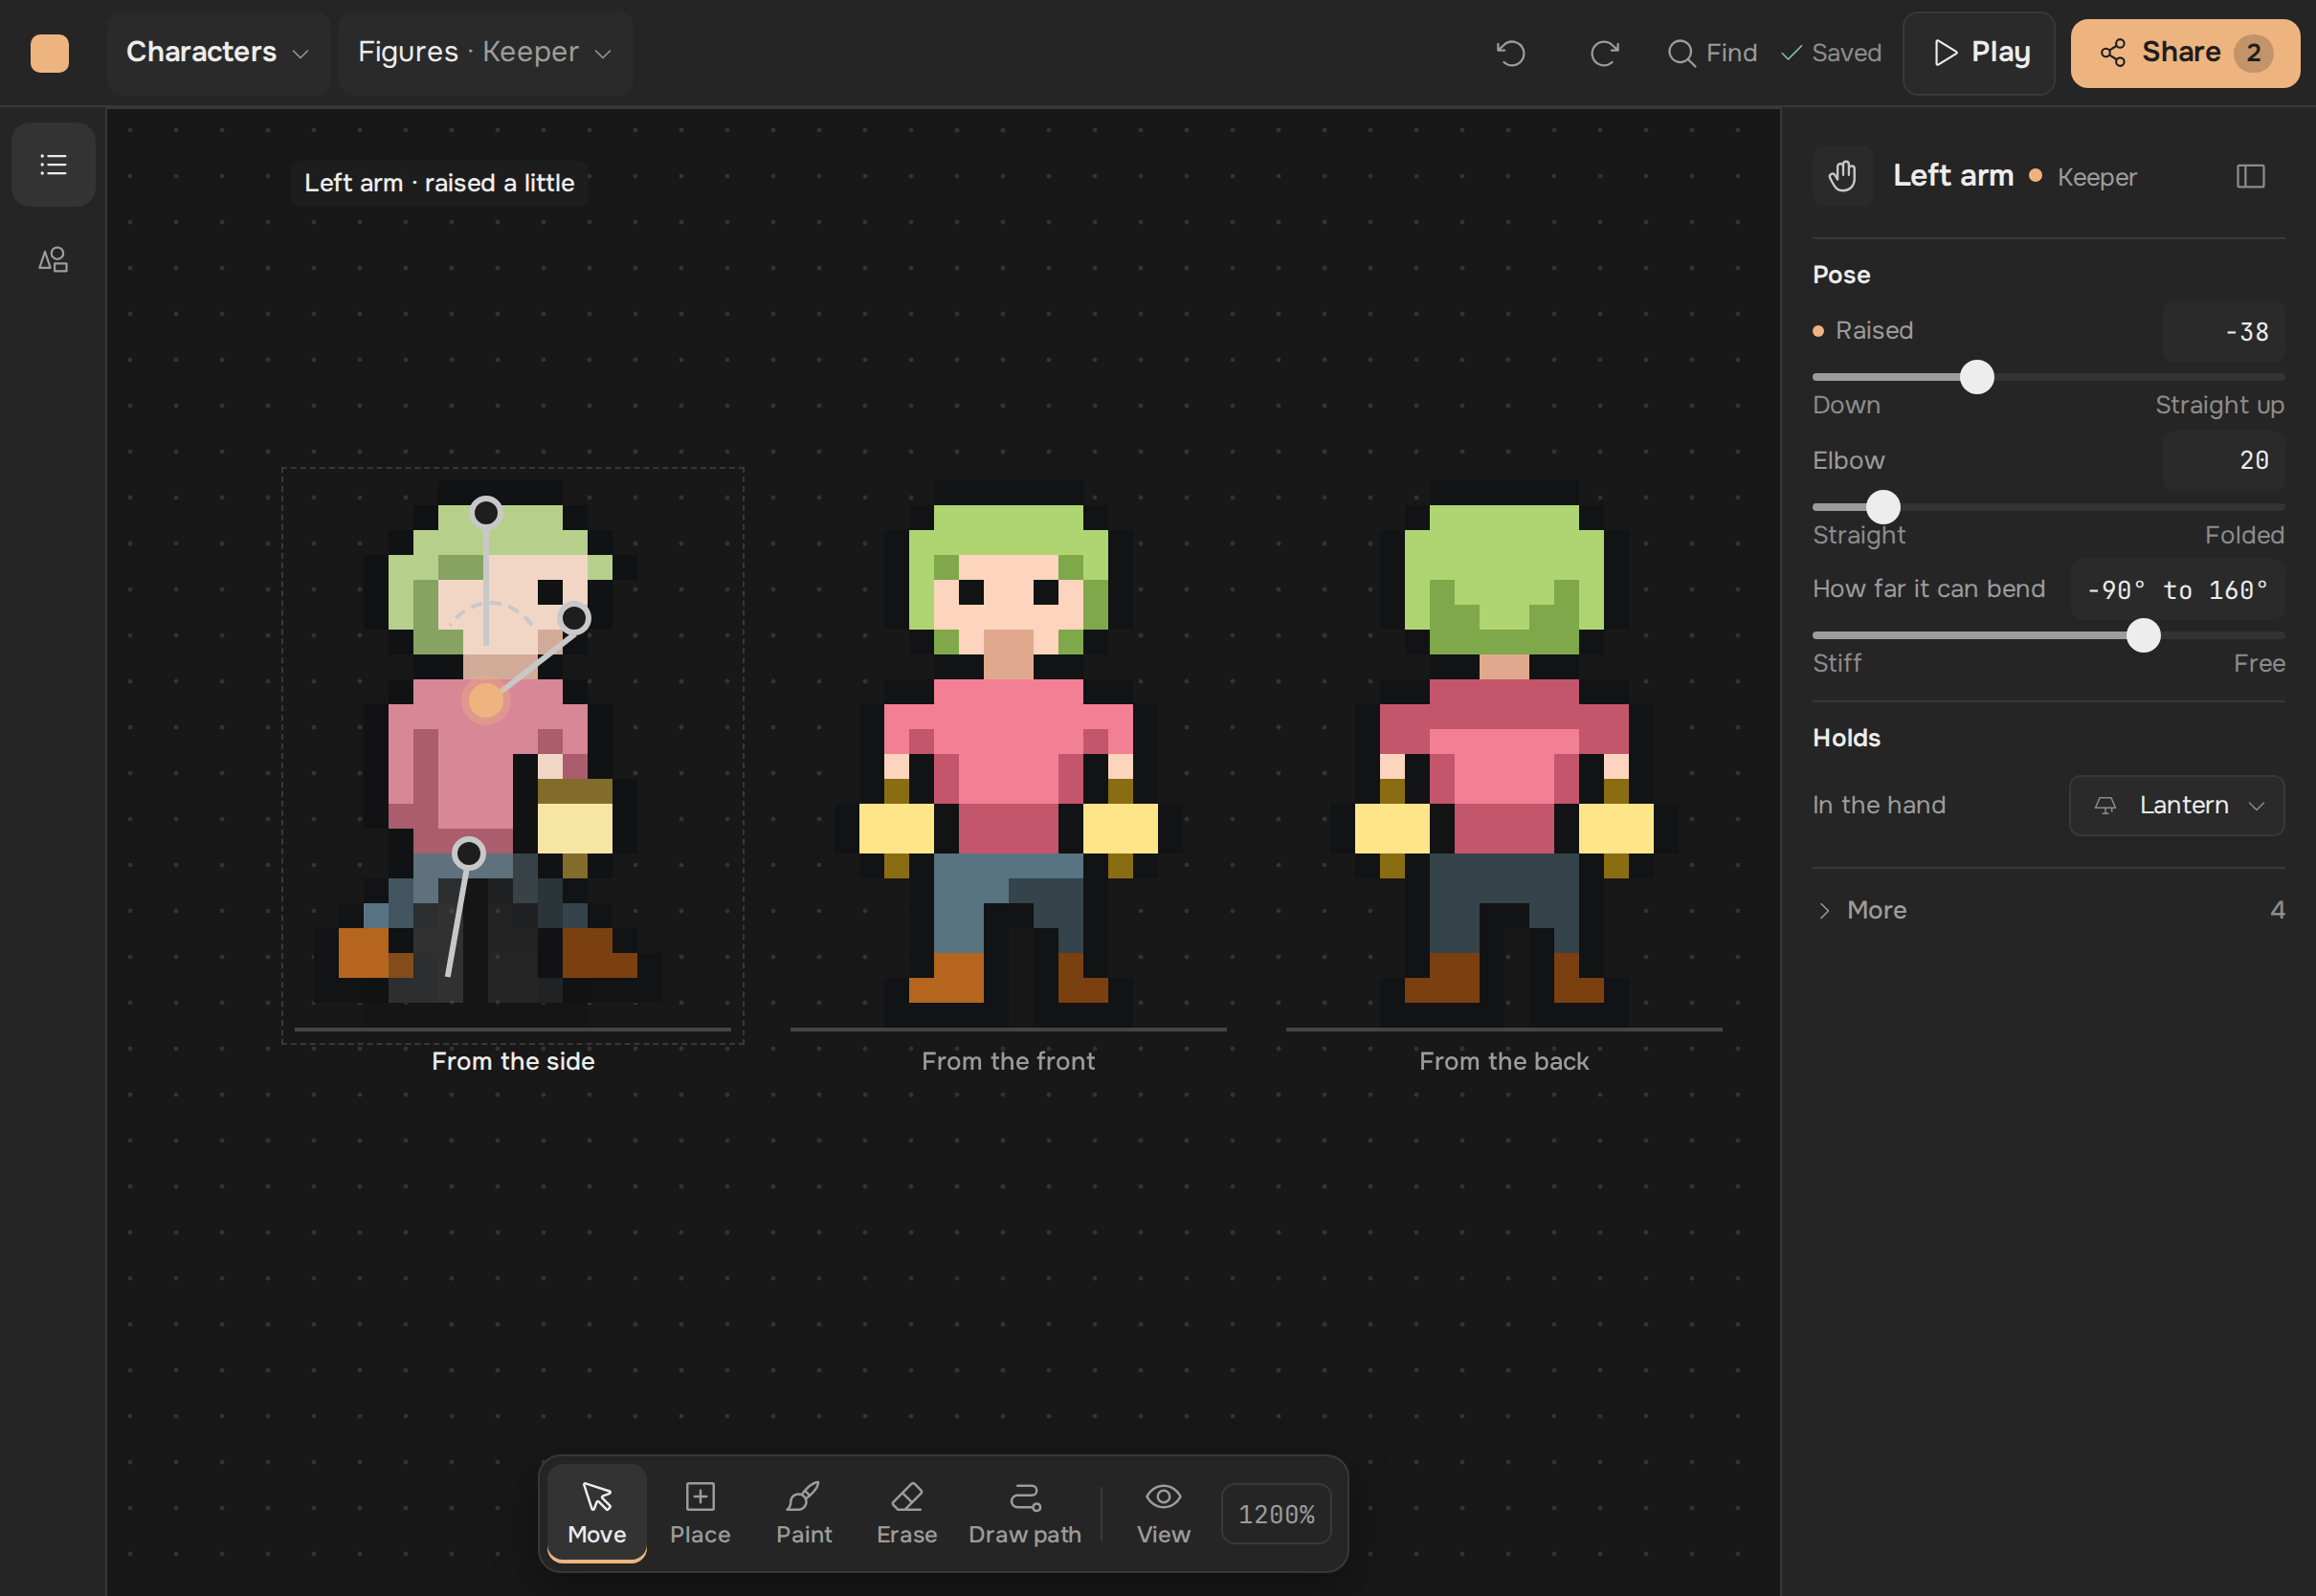 Characters
Figures · Keeper
Find
Saved
Play
Share 2
Left arm · raised a little
Left arm
Keeper
Pose
Raised
-38
Down
Straight up
Elbow
20
Straight
Folded
How far it can bend
-90° to 160°
Stiff
Free
Holds
In the hand
Lantern
More
4
From the side
From the front
From the back
Move
Place
Paint
Erase
Draw path
View
1200%